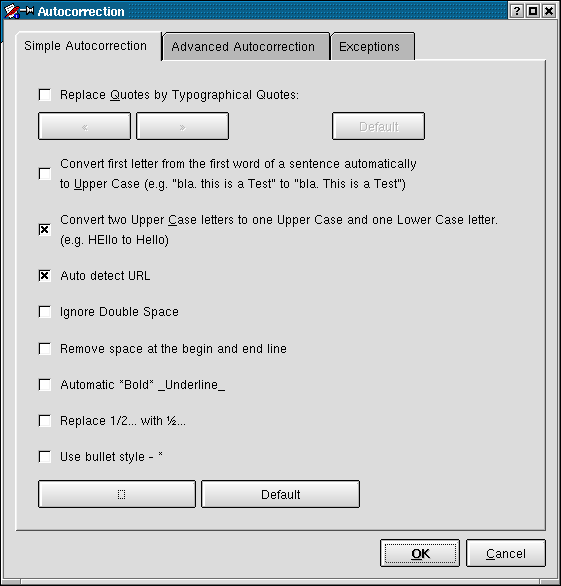 Autocorrection
Simple Autocorrection Advanced Autocorrection Exceptions
Replace Quotes by Typographical Quotes:
« » Default
Convert first letter from the first word of a sentence automatically
to Upper Case (e.g. "bla. this is a Test" to "bla. This is a Test")
Convert two Upper Case letters to one Upper Case and one Lower Case letter.
(e.g. HEllo to Hello)
Auto detect URL
Ignore Double Space
Remove space at the begin and end line
Automatic *Bold* _Underline_
Replace 1/2... with ½...
Use bullet style - *
Default
OK Cancel